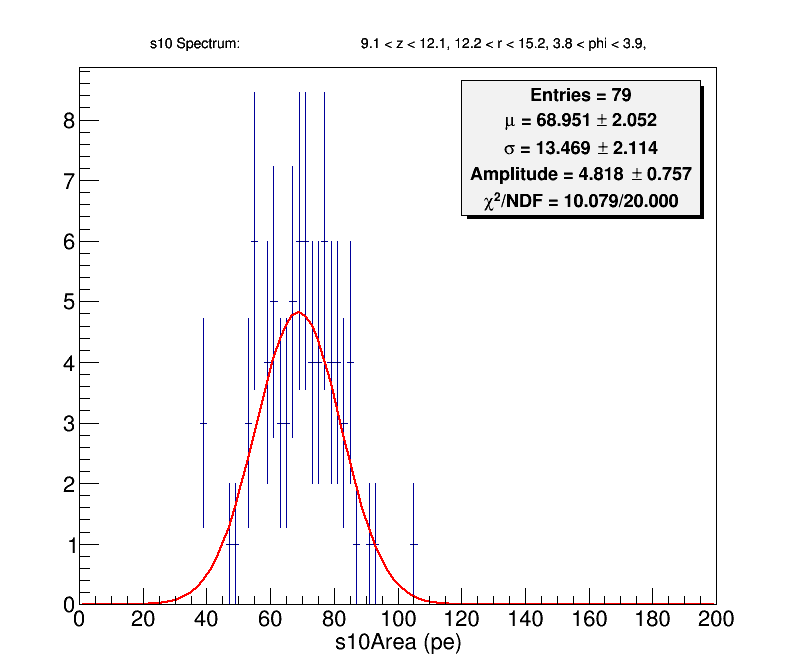 s10 Spectrum: 9.1 < z < 12.1, 12.2 < r < 15.2, 3.8 < phi < 3.9,
Entries = 79
μ = 68.951 ± 2.052
σ = 13.469 ± 2.114
Amplitude = 4.818 ± 0.757
χ²/NDF = 10.079/20.000
8
7
6
5
4
3
2
1
0
0 20 40 60 80 100 120 140 160 180 200
s10Area (pe)